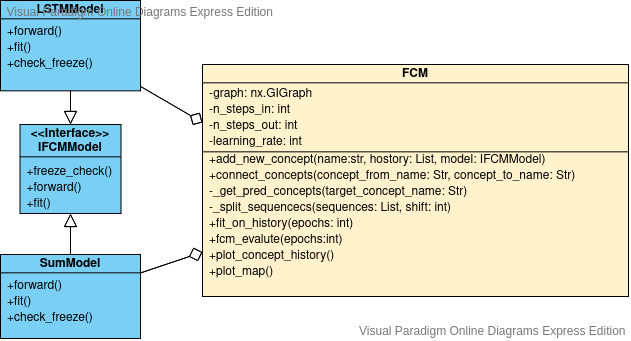 LSTMModel
Visual Paradigm Online Diagrams Express Edition
+forward()
+fit()
+check_freeze()
<<Interface>>
IFCMModel
+freeze_check()
+forward()
+fit()
SumModel
+forward()
+fit()
+check_freeze()
FCM
-graph: nx.GIGraph
-n_steps_in: int
-n_steps_out: int
-learning_rate: int
+add_new_concept(name:str, hostory: List, model: IFCMModel)
+connect_concepts(concept_from_name: Str, concept_to_name: Str)
-_get_pred_concepts(target_concept_name: Str)
-_split_sequencecs(sequences: List, shift: int)
+fit_on_history(epochs: int)
+fcm_evalute(epochs:int)
+plot_concept_history()
+plot_map()
Visual Paradigm Online Diagrams Express Edition